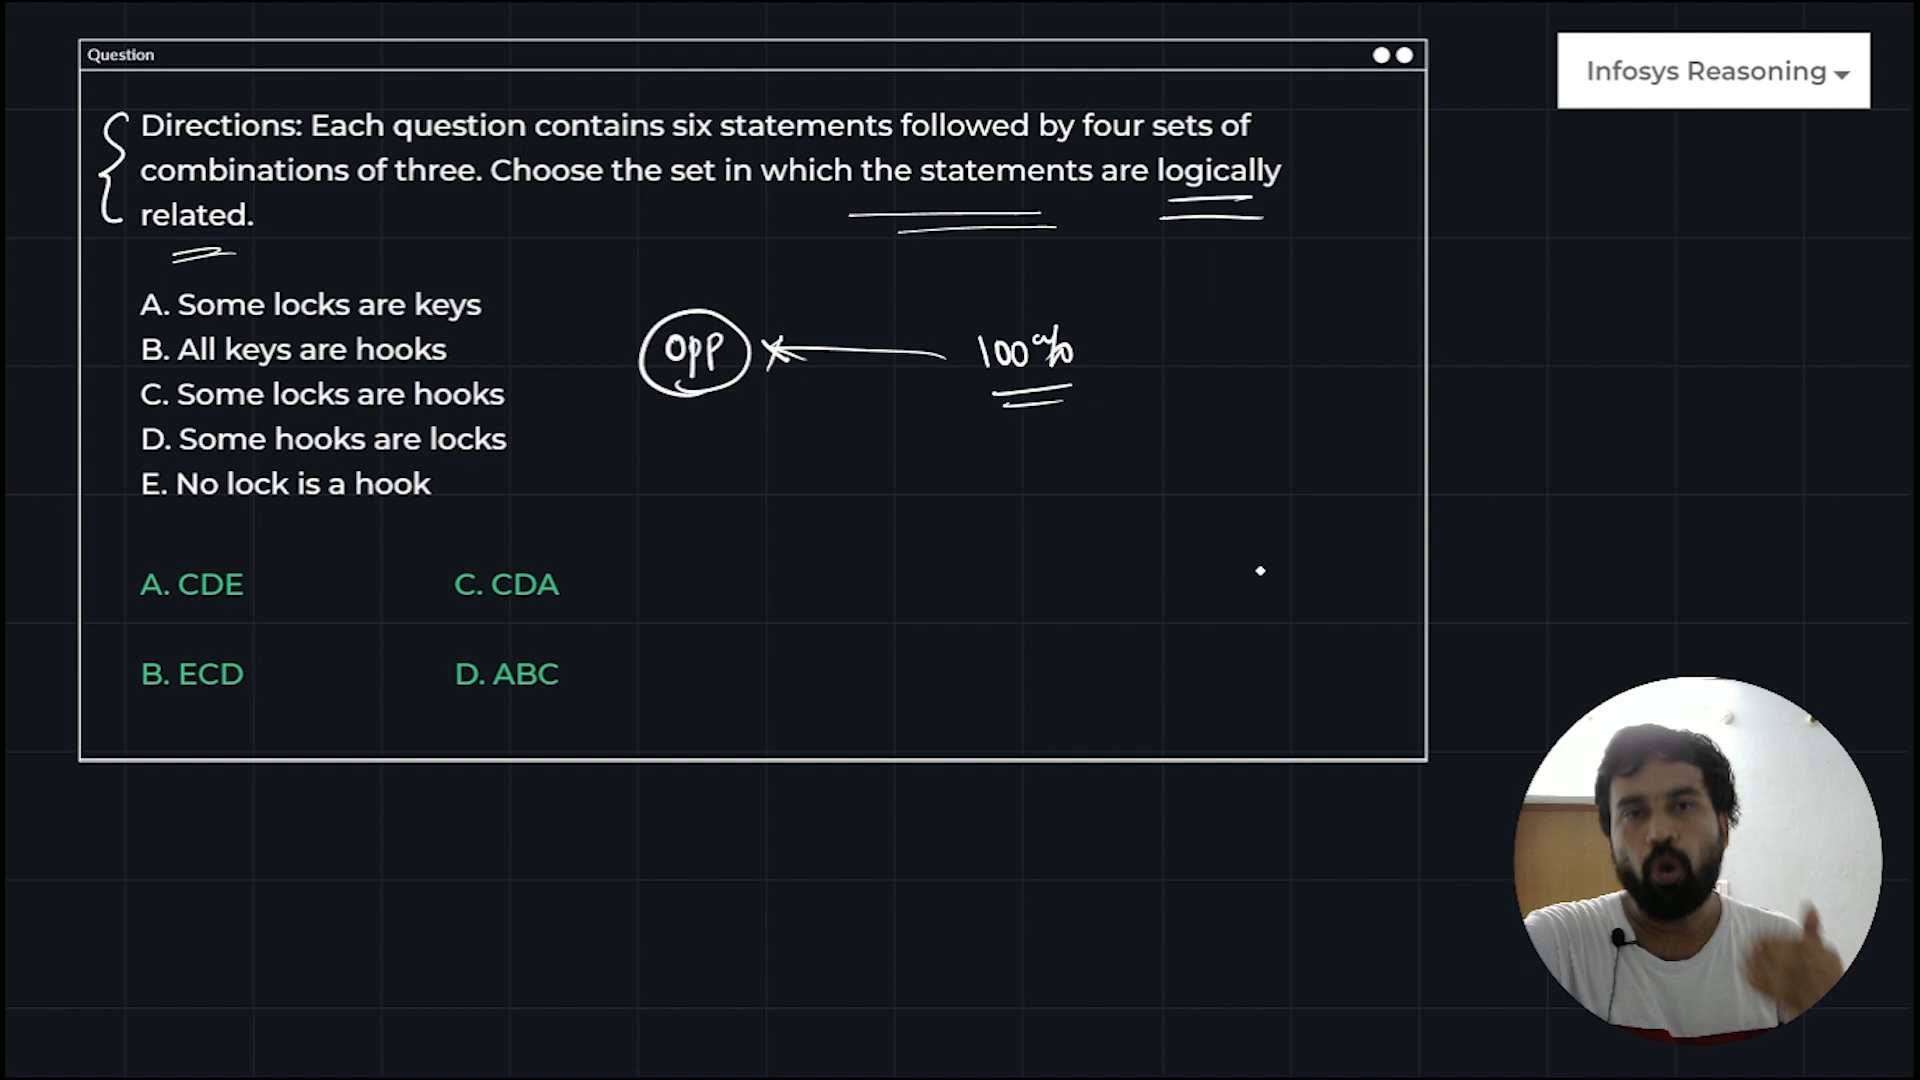 Question
Infosys Reasoning
Directions: Each question contains six statements followed by four sets of
combinations of three. Choose the set in which the statements are logically
related.
A. Some locks are keys
B. All keys are hooks
C. Some locks are hooks
D. Some hooks are locks
E. No lock is a hook
opp
100%
A. CDE
C. CDA
B. ECD
D. ABC